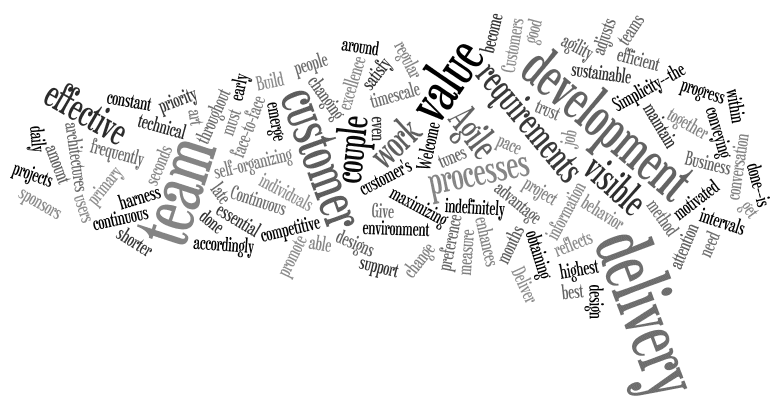 become
Customers
good
agility
adjusts
teams
efficient
around
regular
people
satisfy
excellence
value
development
sustainable
Simplicity--the
progress
within
early
Build
changing
timescale
requirements
effective
constant
priority
throughout
must
art
technical
face-to-face
emerge
customer
couple
even
work
Welcome
Agile
trust
job
maintain
together
conveying
conversation
daily
amount
architectures
frequently
seconds
team
self-organizing
customer's
tunes
pace
processes
visible
Business
projects
users
primary
harness
late
individuals
Continuous
maximizing
indefinitely
advantage
project
information
behavior
method
motivated
done--is
get
sponsors
continuous
shorter
done
essential
accordingly
competitive
Give
environment
preference
enhances
months
obtaining
reflects
delivery
attention
need
intervals
promote
able
designs
support
change
measure
Deliver
highest
best
design